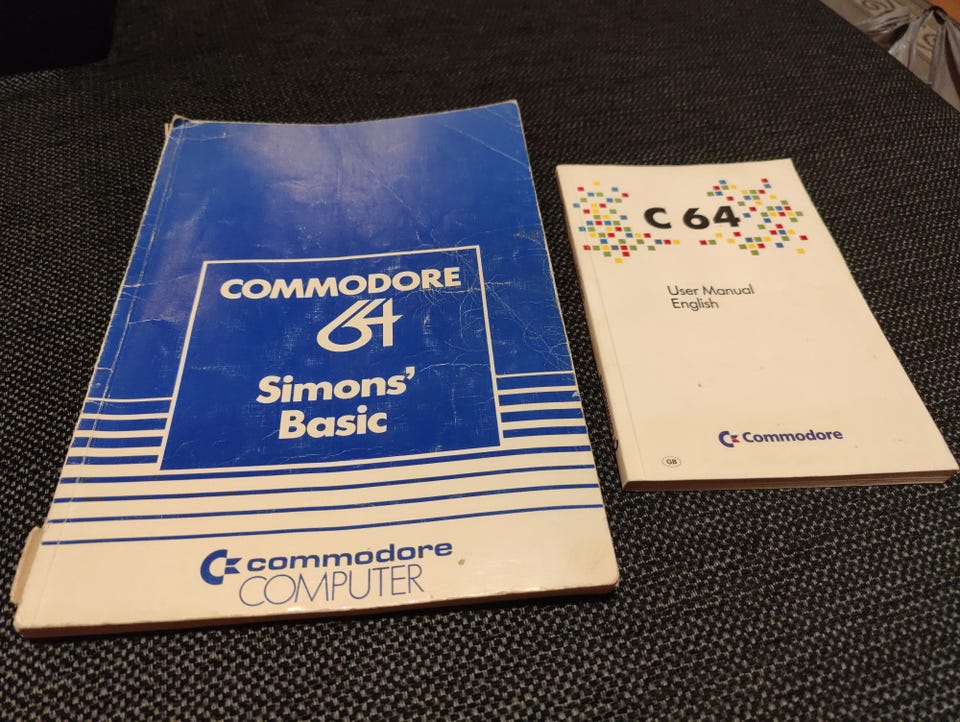 COMMODORE
64
Simons'
Basic
commodore
COMPUTER
C 64
User Manual
English
Commodore
GB